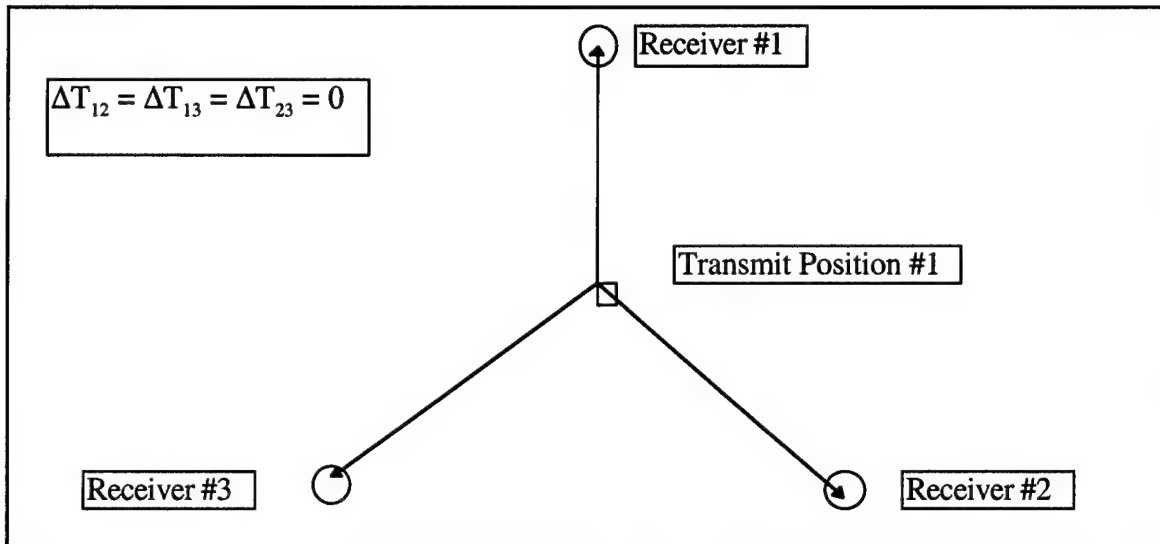 Receiver #1
ΔT₁₂ = ΔT₁₃ = ΔT₂₃ = 0
Transmit Position #1
Receiver #3
Receiver #2